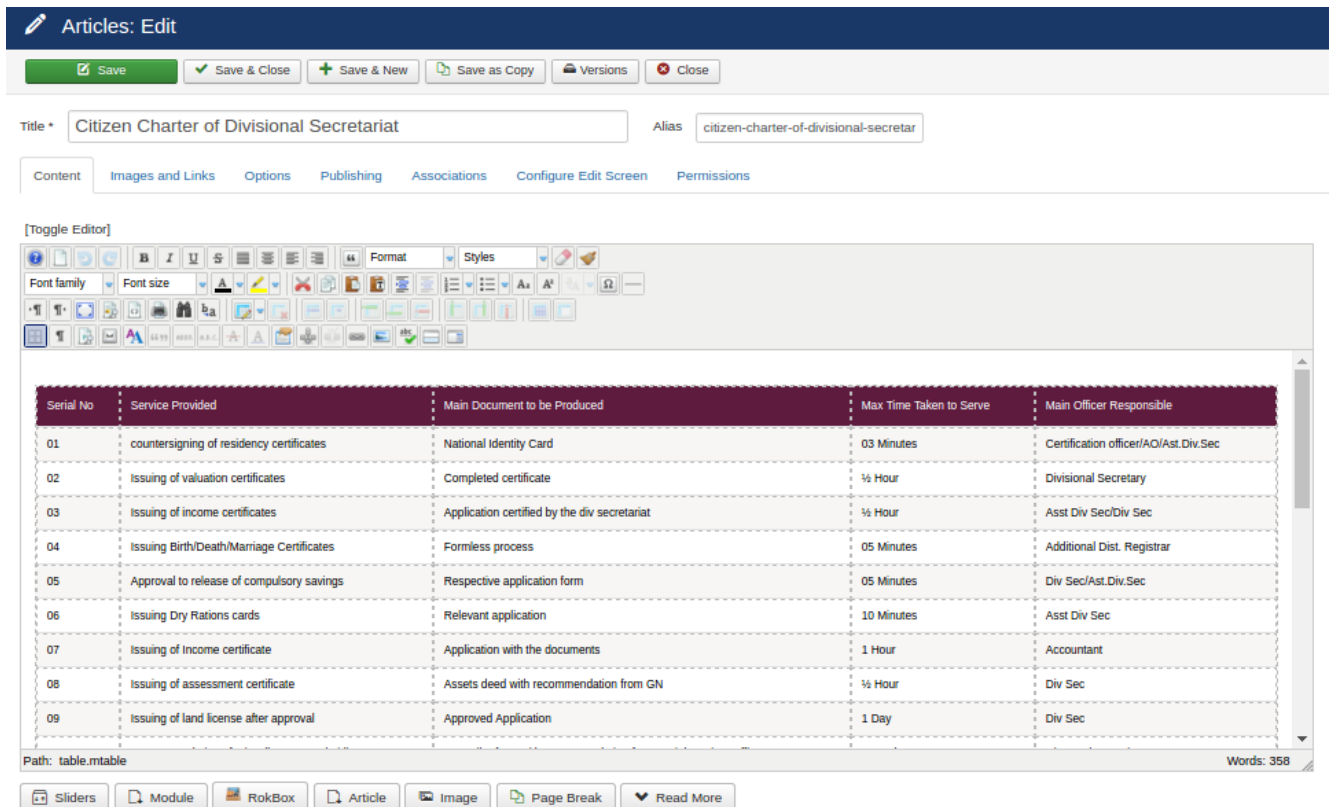 Articles: Edit
Save Save & Close Save & New Save as Copy Versions Close
Title * Citizen Charter of Divisional Secretariat Alias citizen-charter-of-divisional-secretar
Content Images and Links Options Publishing Associations Configure Edit Screen Permissions
[Toggle Editor]
Format Styles
Font family Font size
Serial No Service Provided Main Document to be Produced Max Time Taken to Serve Main Officer Responsible
01 countersigning of residency certificates National Identity Card 03 Minutes Certification officer/AO/Ast.Div.Sec
02 Issuing of valuation certificates Completed certificate ½ Hour Divisional Secretary
03 Issuing of income certificates Application certified by the div secretariat ½ Hour Asst Div Sec/Div Sec
04 Issuing Birth/Death/Marriage Certificates Formless process 05 Minutes Additional Dist. Registrar
05 Approval to release of compulsory savings Respective application form 05 Minutes Div Sec/Ast.Div.Sec
06 Issuing Dry Rations cards Relevant application 10 Minutes Asst Div Sec
07 Issuing of Income certificate Application with the documents 1 Hour Accountant
08 Issuing of assessment certificate Assets deed with recommendation from GN ½ Hour Div Sec
09 Issuing of land license after approval Approved Application 1 Day Div Sec
Path: table.mtable Words: 358
Sliders Module RokBox Article Image Page Break Read More